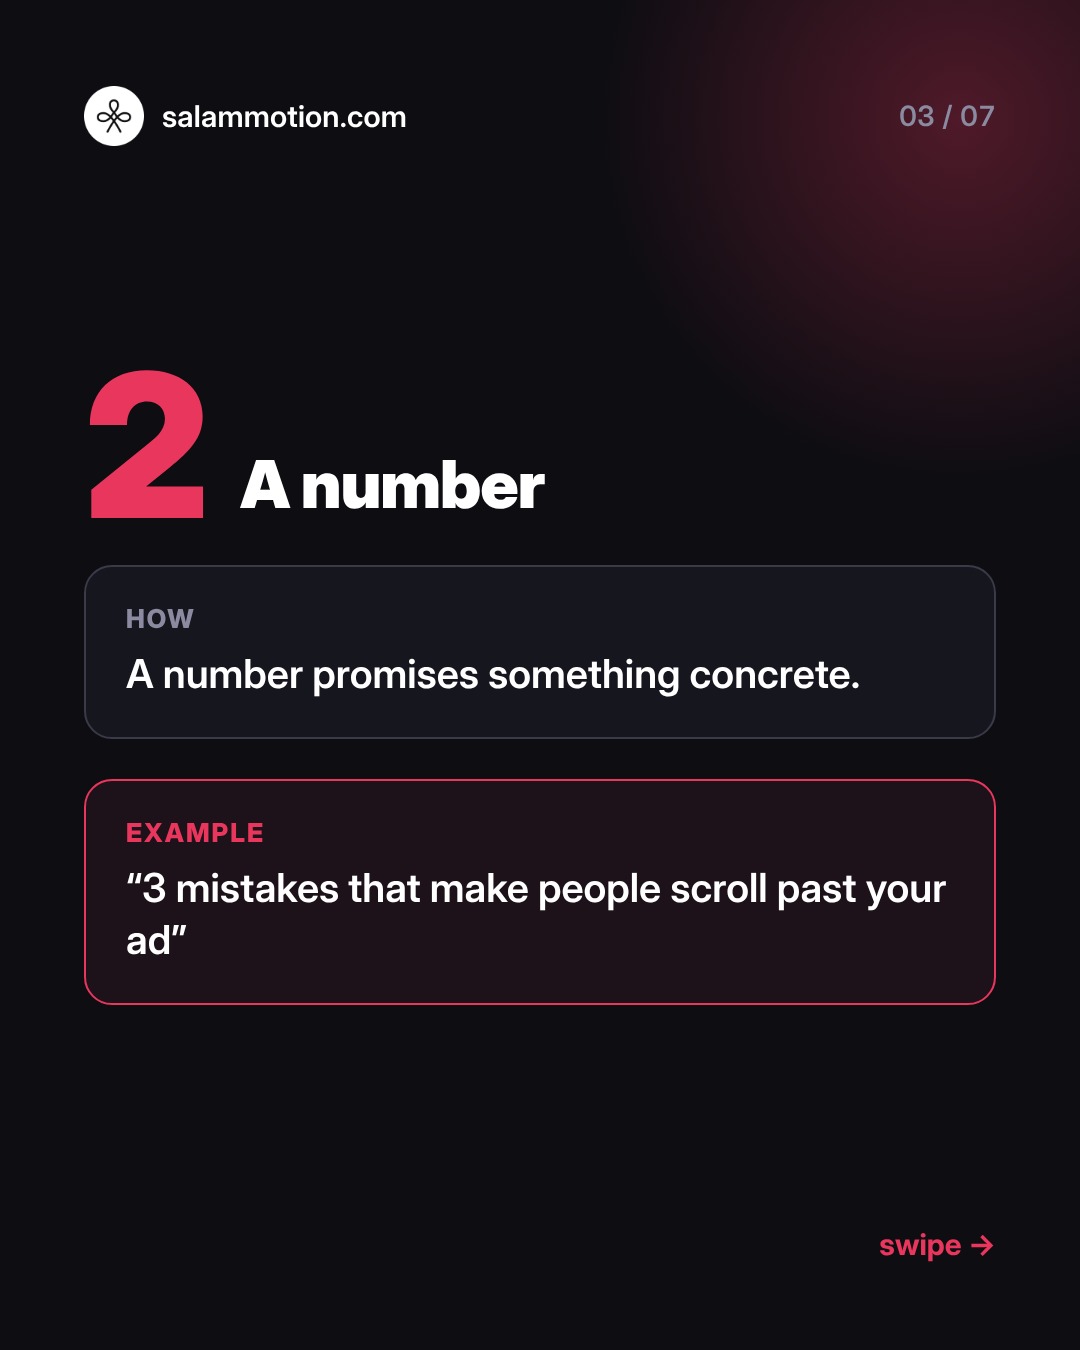 salammotion.com
03 / 07
2 A number
HOW
A number promises something concrete.
EXAMPLE
“3 mistakes that make people scroll past your
ad”
swipe →